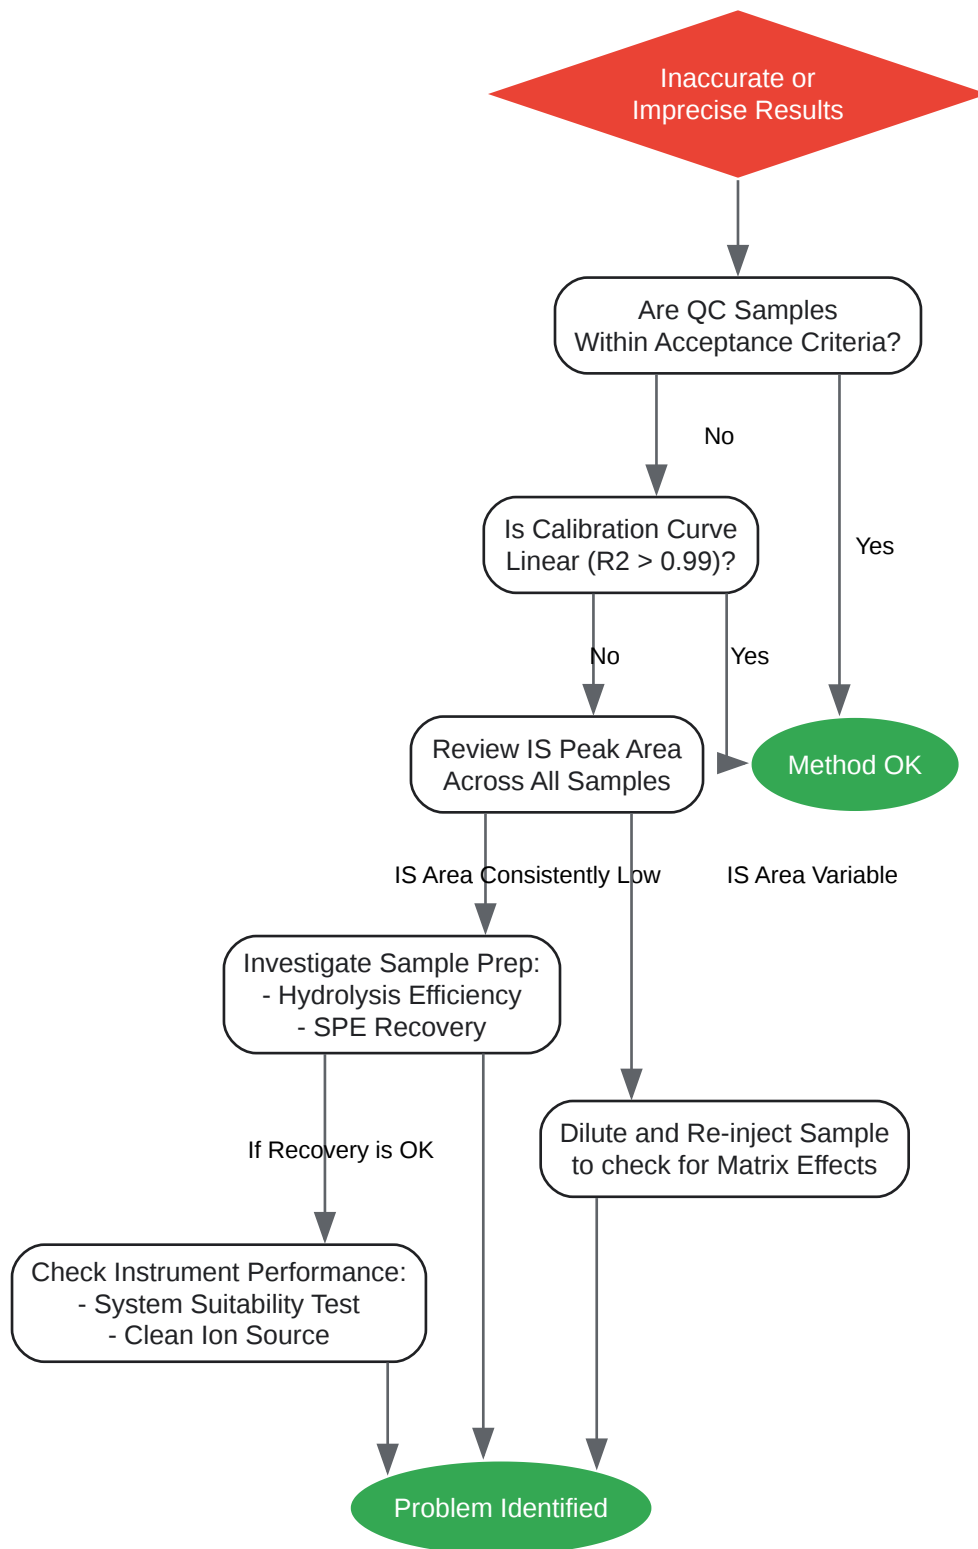 Inaccurate or
Imprecise Results
Are QC Samples
Within Acceptance Criteria?
No
Is Calibration Curve
Linear (R2 > 0.99)?
Yes
No
Yes
Review IS Peak Area
Across All Samples
Method OK
IS Area Consistently Low
IS Area Variable
Investigate Sample Prep:
- Hydrolysis Efficiency
- SPE Recovery
Dilute and Re-inject Sample
to check for Matrix Effects
If Recovery is OK
Check Instrument Performance:
- System Suitability Test
- Clean Ion Source
Problem Identified